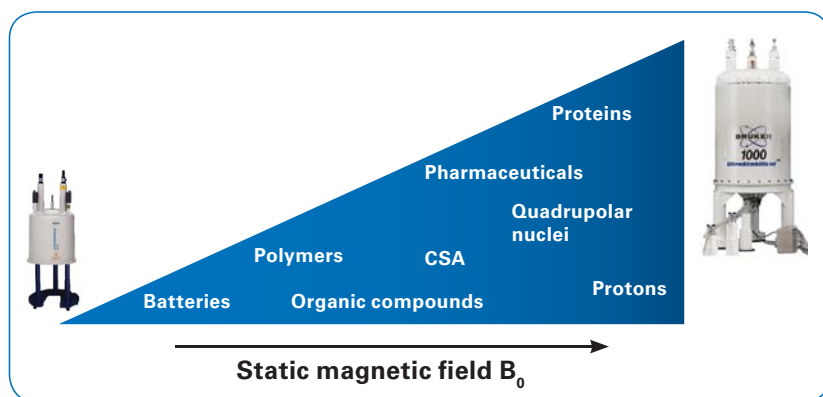 Proteins
BRUKER
1000
Pharmaceuticals
Quadrupolar
nuclei
Polymers
CSA
Protons
Batteries
Organic compounds
Static magnetic field B₀